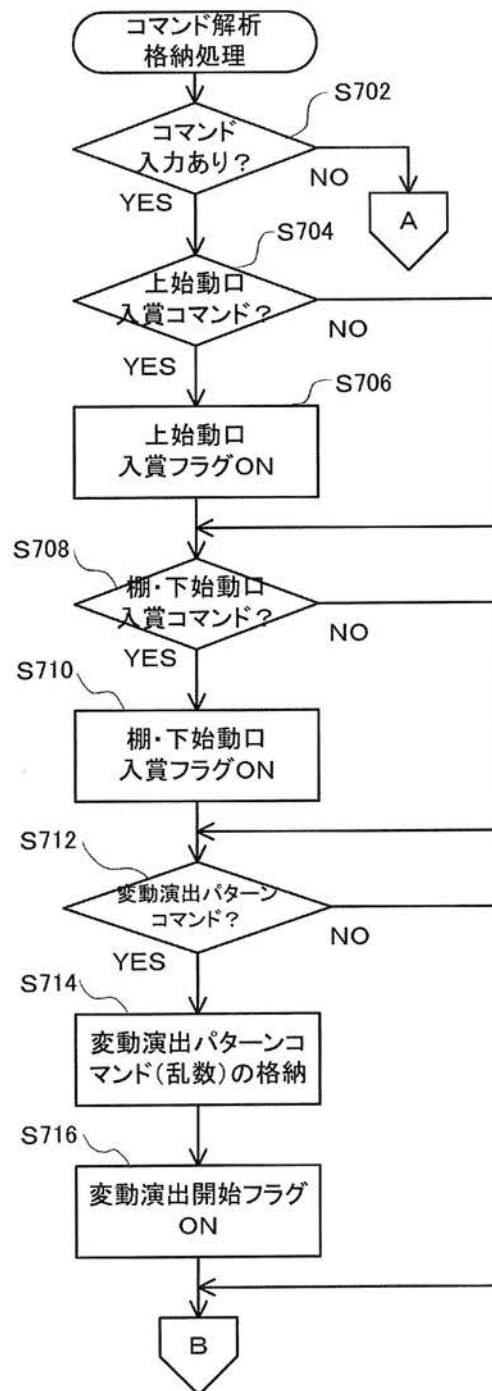 コマンド解析
格納処理
S702
コマンド
入力あり？
NO
YES
A
S704
上始動口
入賞コマンド？
NO
YES
S706
上始動口
入賞フラグON
S708
棚・下始動口
入賞コマンド？
NO
YES
S710
棚・下始動口
入賞フラグON
S712
変動演出パターン
コマンド？
NO
YES
S714
変動演出パターンコ
マンド（乱数）の格納
S716
変動演出開始フラグ
ON
B